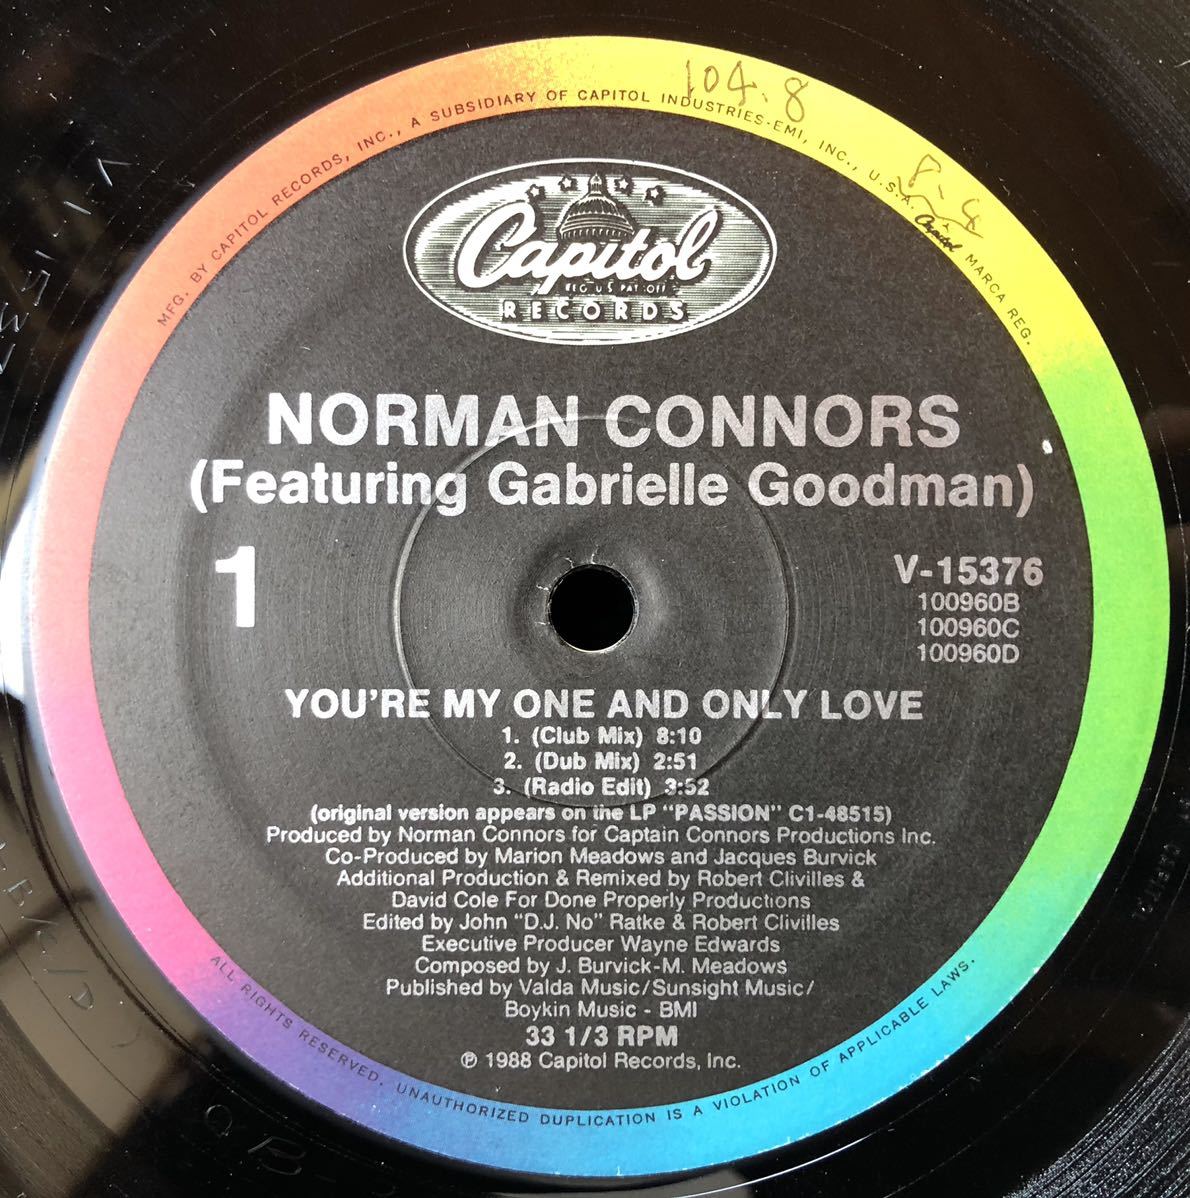 104.8
MFG. BY CAPITOL RECORDS, INC., A SUBSIDIARY OF CAPITOL INDUSTRIES-EMI, INC., U.S.A. Capitol MARCA REG.
Capitol
REG US PAT OFF
RECORDS
NORMAN CONNORS
(Featuring Gabrielle Goodman)
1
V-15376
100960B
100960C
100960D
YOU'RE MY ONE AND ONLY LOVE
1. (Club Mix) 8:10
2. (Dub Mix) 2:51
3. (Radio Edit) 3:52
(original version appears on the LP "PASSION" C1-48515)
Produced by Norman Connors for Captain Connors Productions Inc.
Co-Produced by Marion Meadows and Jacques Burvick
Additional Production & Remixed by Robert Clivilles &
David Cole For Done Properly Productions
Edited by John "D.J. No" Ratke & Robert Clivilles
Executive Producer Wayne Edwards
Composed by J. Burvick-M. Meadows
Published by Valda Music/Sunsight Music/
Boykin Music - BMI
33 1/3 RPM
℗ 1988 Capitol Records, Inc.
ALL RIGHTS RESERVED. UNAUTHORIZED DUPLICATION IS A VIOLATION OF APPLICABLE LAWS.